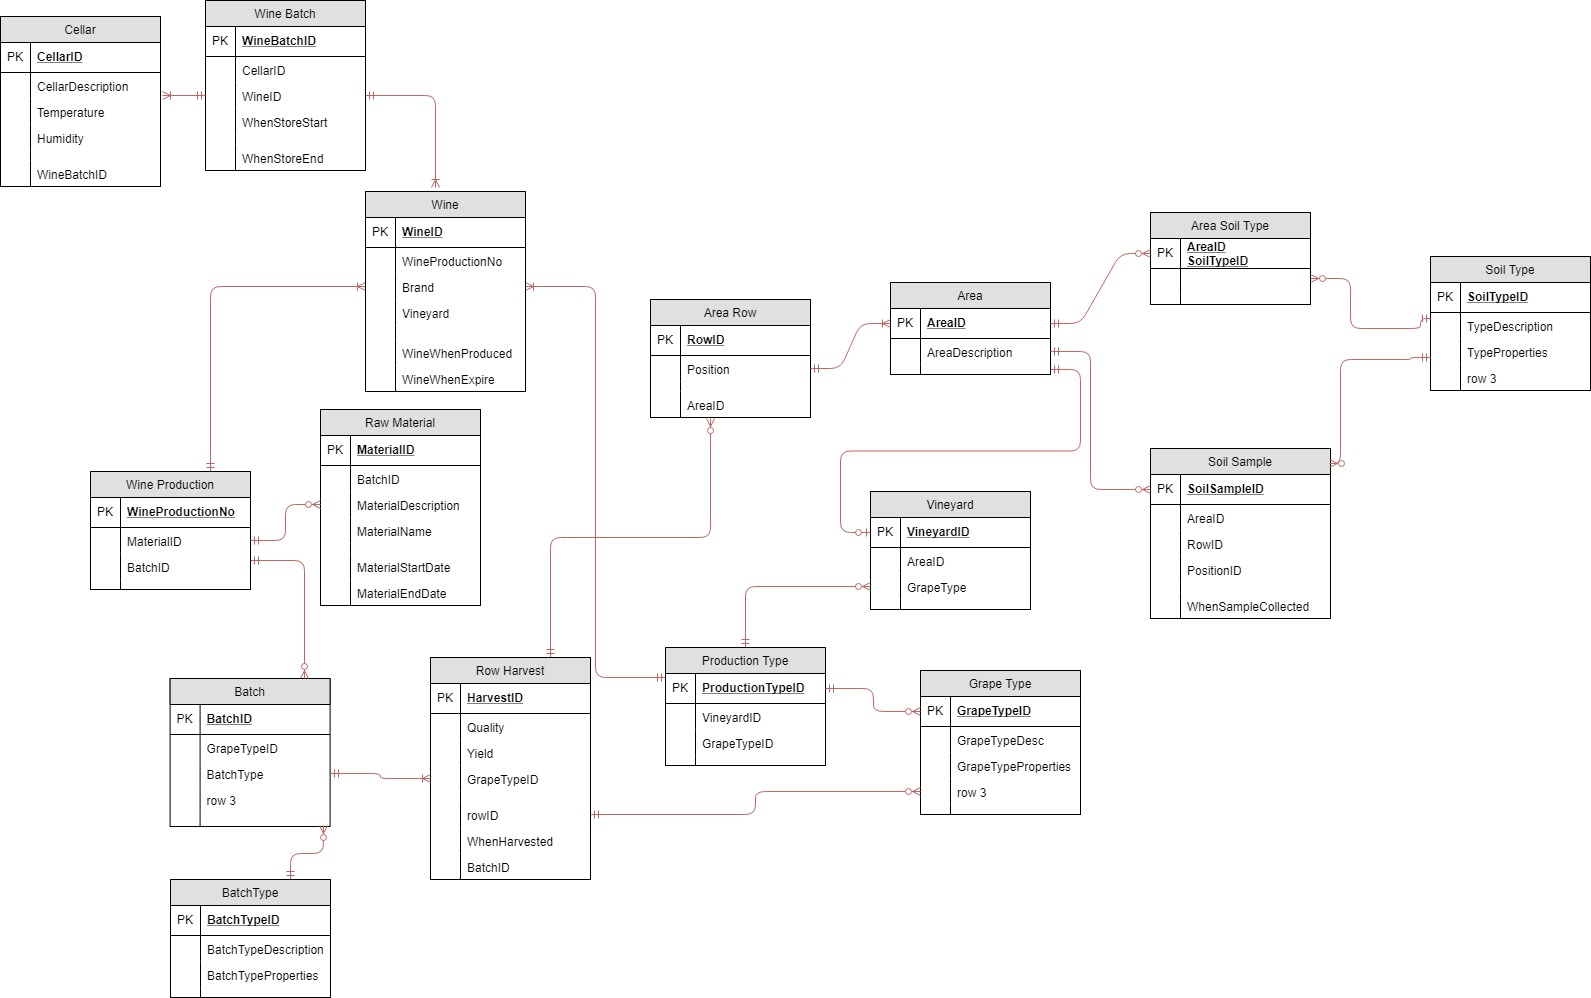 Cellar
PK CellarID
CellarDescription
Temperature
Humidity
WineBatchID
Wine Batch
PK WineBatchID
CellarID
WineID
WhenStoreStart
WhenStoreEnd
Wine
PK WineID
WineProductionNo
Brand
Vineyard
WineWhenProduced
WineWhenExpire
Area Row
PK RowID
Position
AreaID
Area
PK AreaID
AreaDescription
Area Soil Type
PK AreaID
SoilTypeID
Soil Type
PK SoilTypeID
TypeDescription
TypeProperties
row 3
Raw Material
PK MaterialID
BatchID
MaterialDescription
MaterialName
MaterialStartDate
MaterialEndDate
Wine Production
PK WineProductionNo
MaterialID
BatchID
Vineyard
PK VineyardID
AreaID
GrapeType
Soil Sample
PK SoilSampleID
AreaID
RowID
PositionID
WhenSampleCollected
Batch
PK BatchID
GrapeTypeID
BatchType
row 3
Row Harvest
PK HarvestID
Quality
Yield
GrapeTypeID
rowID
WhenHarvested
BatchID
Production Type
PK ProductionTypeID
VineyardID
GrapeTypeID
Grape Type
PK GrapeTypeID
GrapeTypeDesc
GrapeTypeProperties
row 3
BatchType
PK BatchTypeID
BatchTypeDescription
BatchTypeProperties